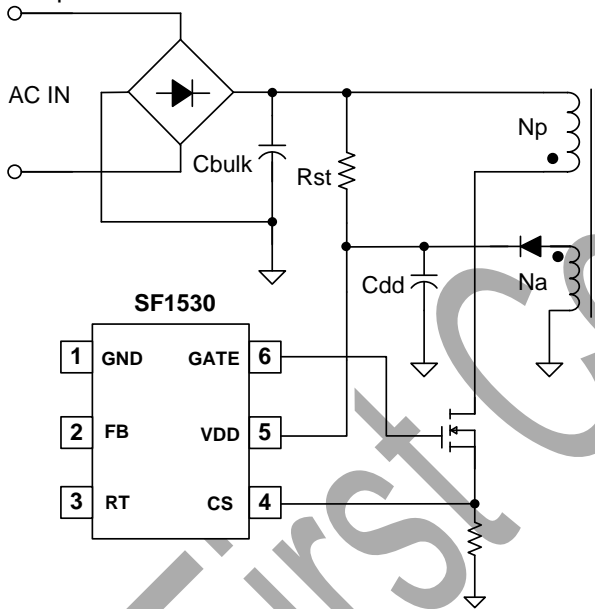 AC IN
Cbulk
Rst
Np
Cdd
Na
SF1530
1 GND GATE 6
2 FB VDD 5
3 RT CS 4
First